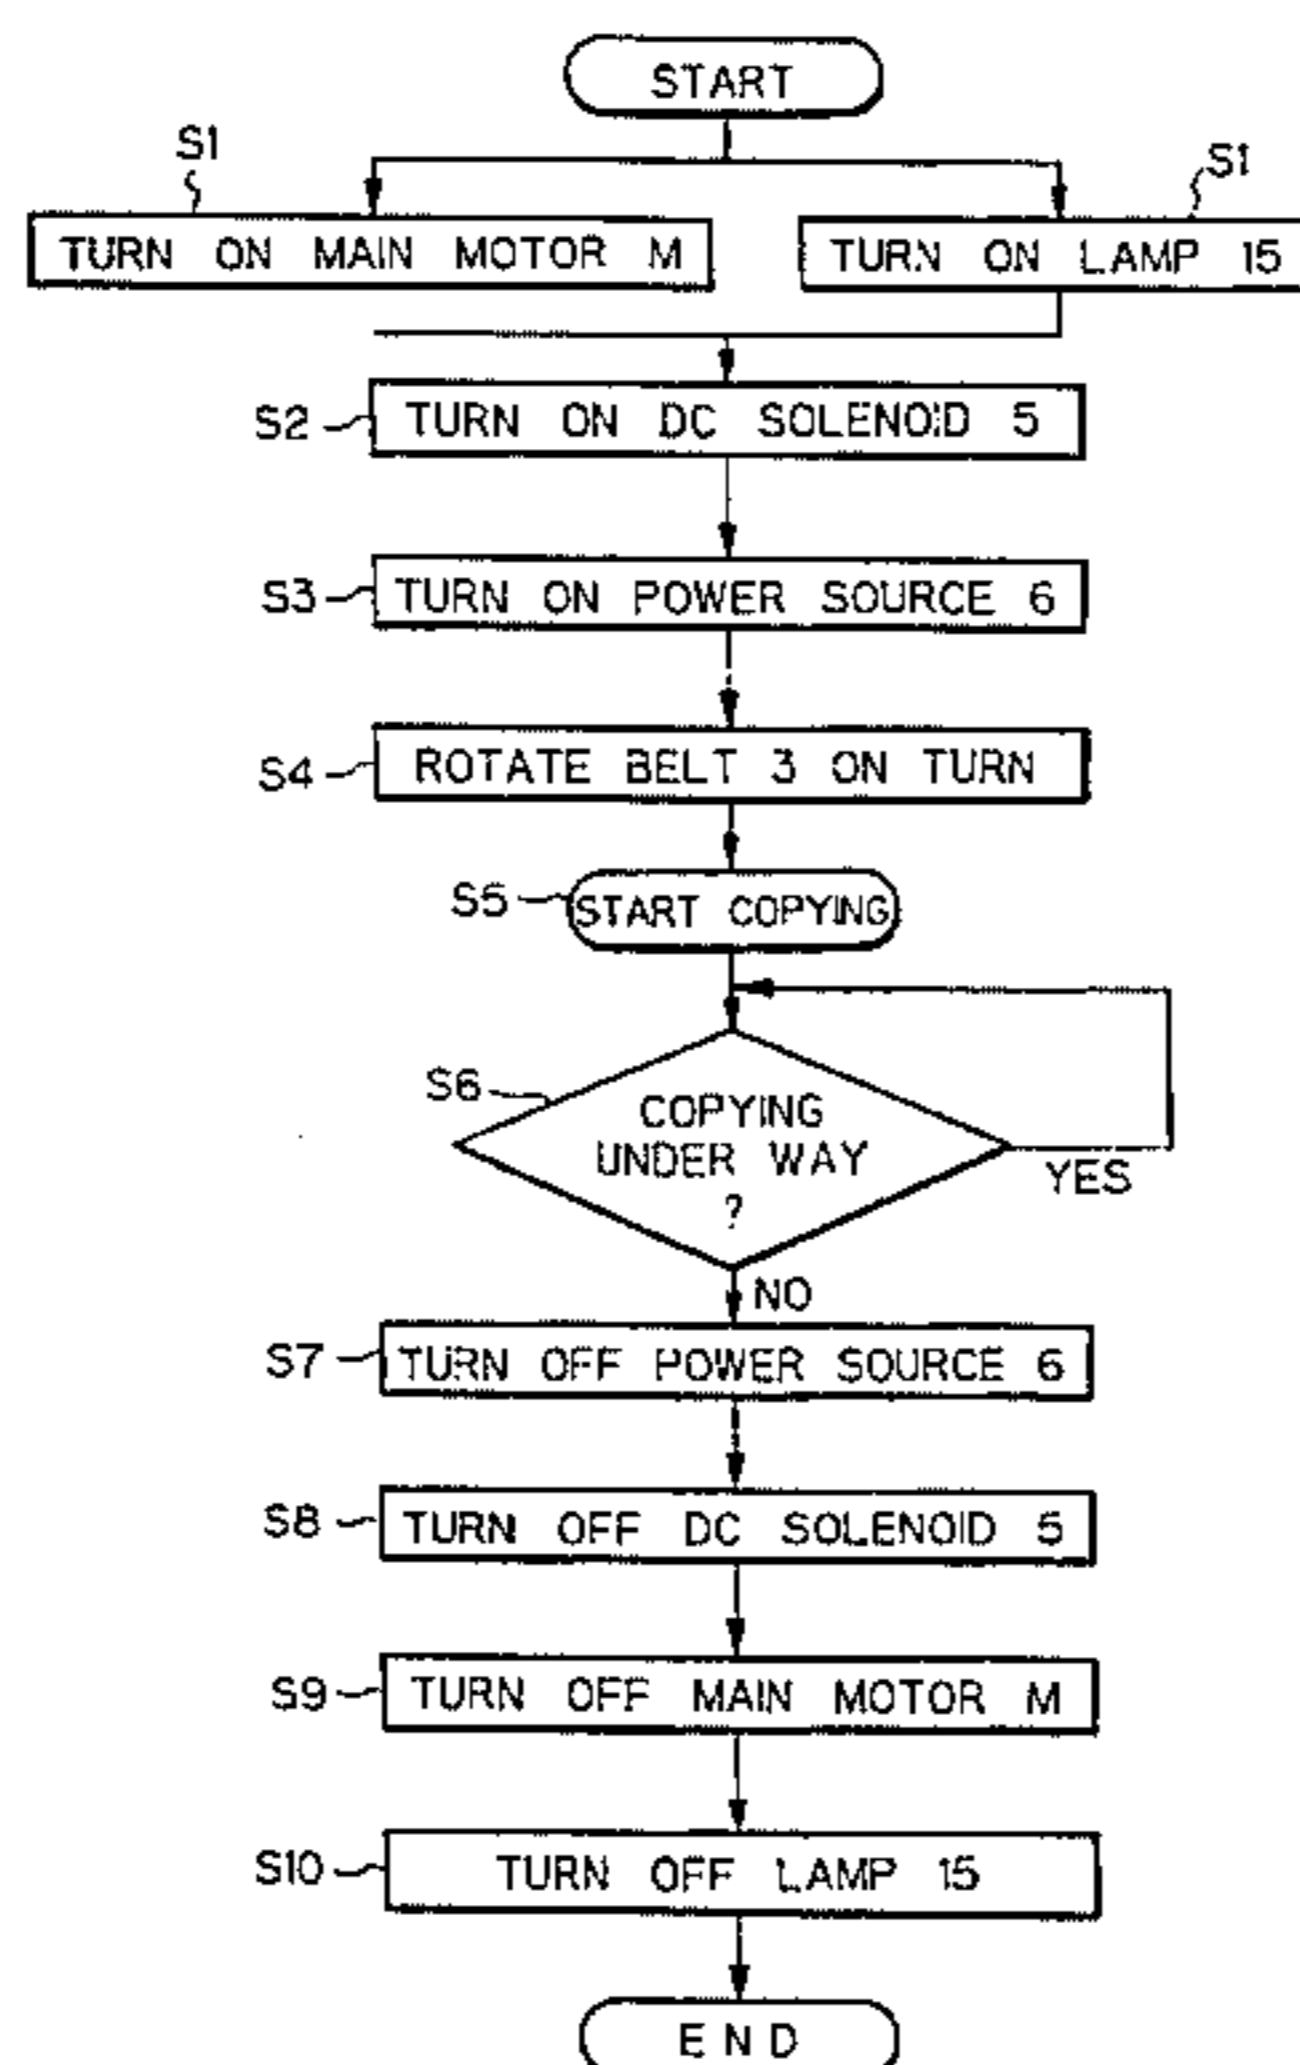 START
S1
S1
TURN ON MAIN MOTOR M
TURN ON LAMP 15
S2
TURN ON DC SOLENOID 5
S3
TURN ON POWER SOURCE 6
S4
ROTATE BELT 3 ON TURN
S5
START COPYING
S6
COPYING
UNDER WAY
?
YES
NO
S7
TURN OFF POWER SOURCE 6
S8
TURN OFF DC SOLENOID 5
S9
TURN OFF MAIN MOTOR M
S10
TURN OFF LAMP 15
END